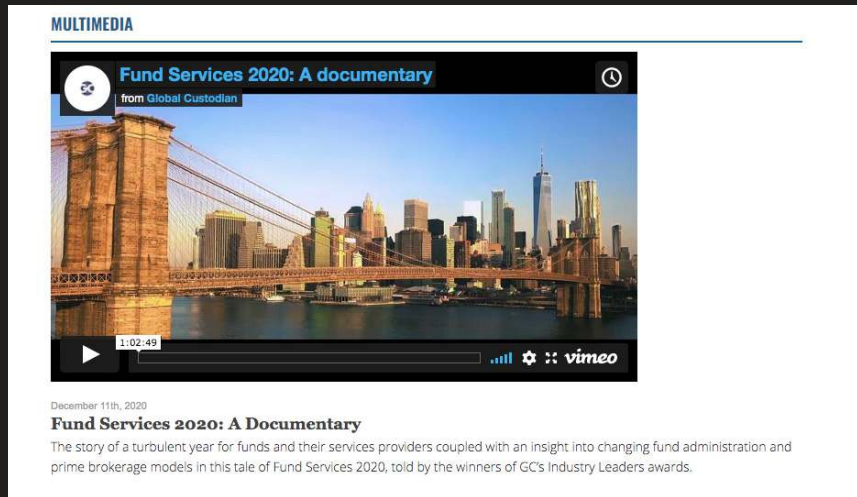 MULTIMEDIA
GC
Fund Services 2020: A documentary
from Global Custodian
1:02:49
vimeo
December 11th, 2020
Fund Services 2020: A Documentary
The story of a turbulent year for funds and their services providers coupled with an insight into changing fund administration and
prime brokerage models in this tale of Fund Services 2020, told by the winners of GC's Industry Leaders awards.